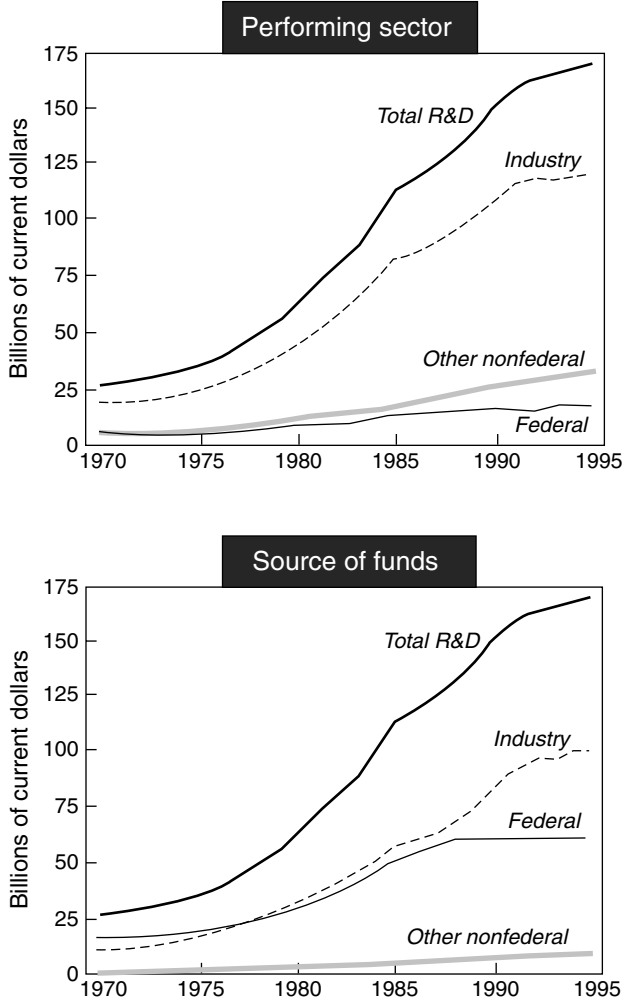 Performing sector
175
150
125
100
75
50
25
0
Billions of current dollars
Total R&D
Industry
Other nonfederal
Federal
1970 1975 1980 1985 1990 1995
Source of funds
175
150
125
100
75
50
25
0
Billions of current dollars
Total R&D
Industry
Federal
Other nonfederal
1970 1975 1980 1985 1990 1995